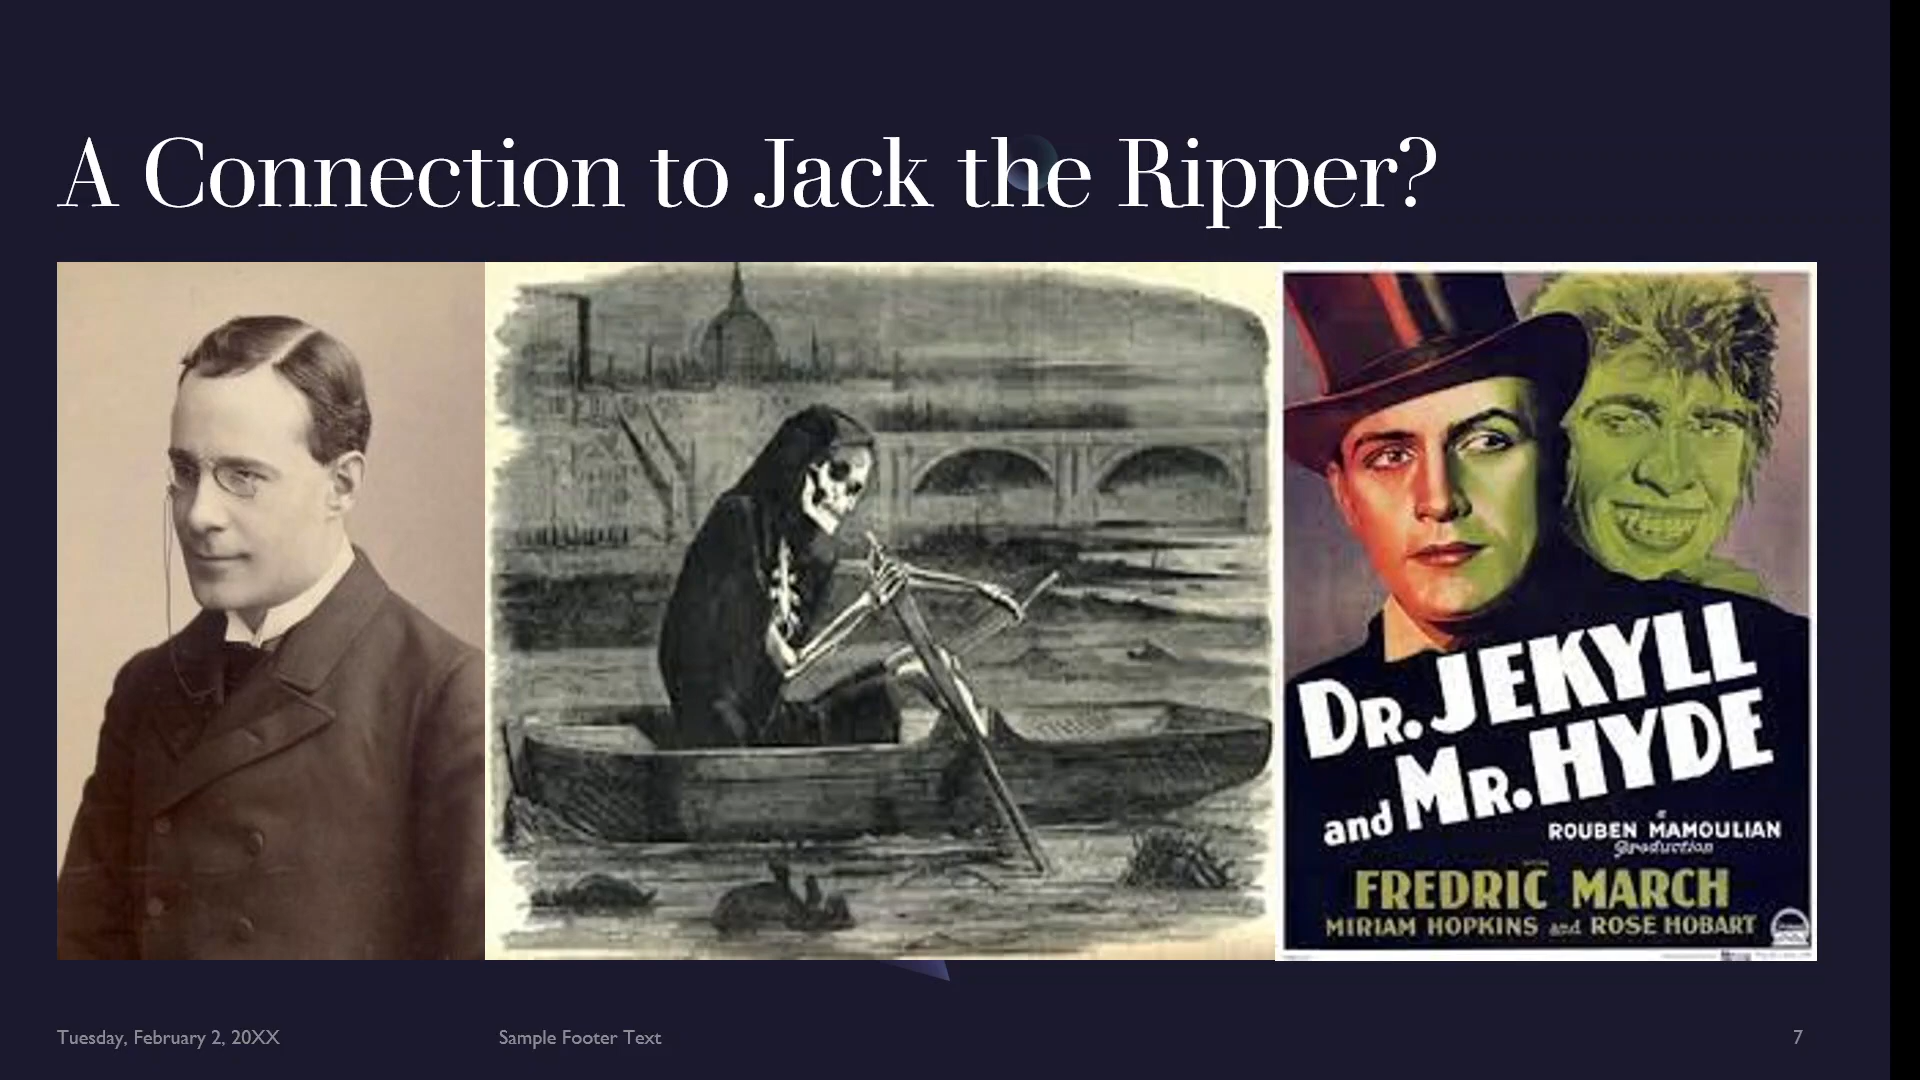 A Connection to Jack the Ripper?
DR. JEKYLL
and MR. HYDE
A
ROUBEN MAMOULIAN
Production
FREDRIC MARCH
MIRIAM HOPKINS and ROSE HOBART
Tuesday, February 2, 20XX
Sample Footer Text
7